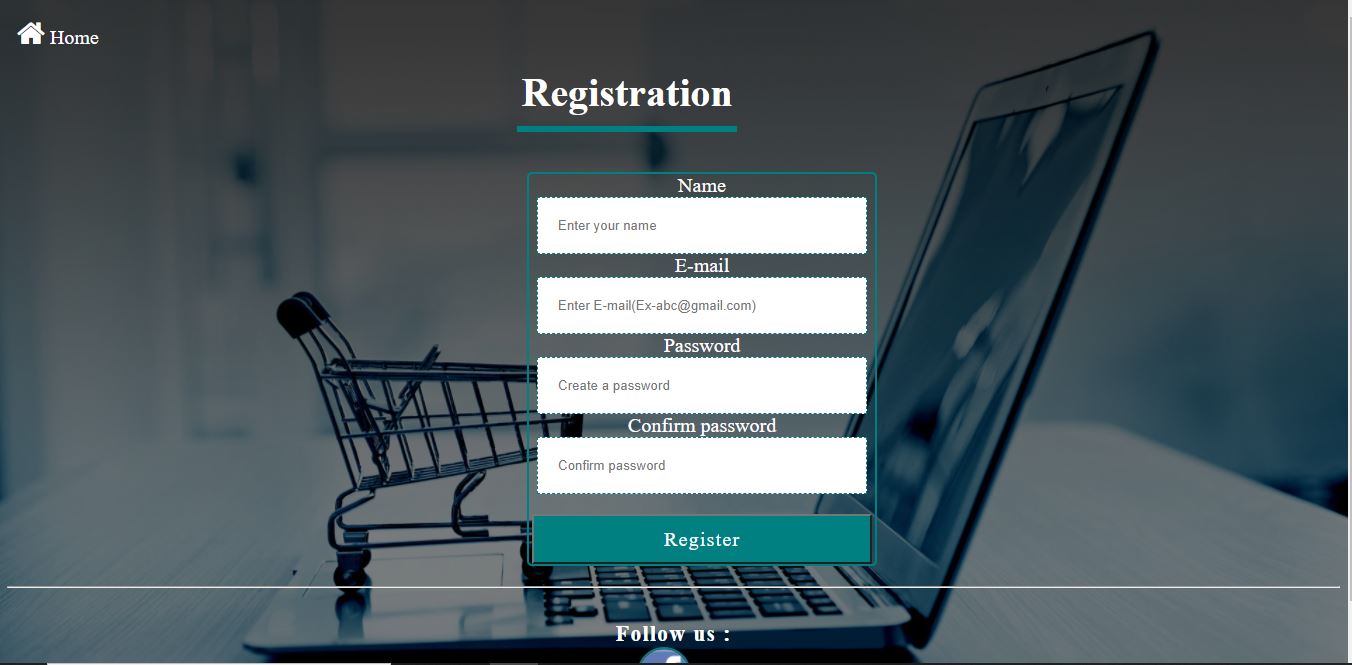 Home
Registration
Name
Enter your name
E-mail
Enter E-mail(Ex-abc@gmail.com)
Password
Create a password
Confirm password
Confirm password
Register
Follow us :